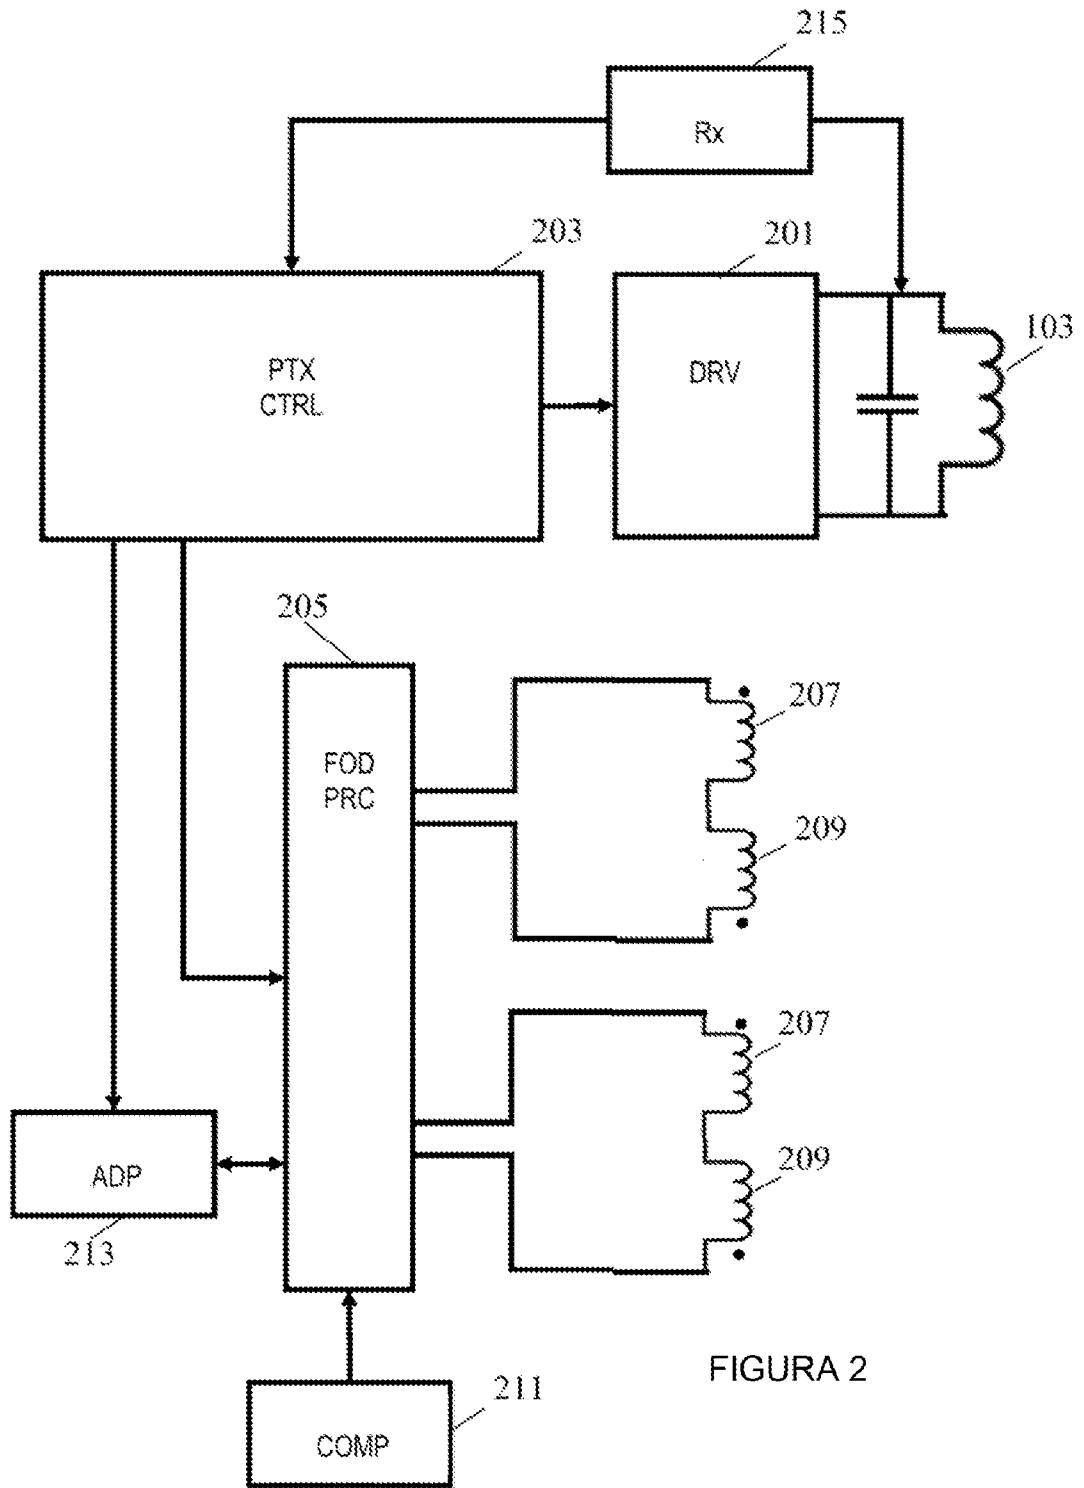 215
Rx
203
201
103
PTX
CTRL
DRV
205
207
FOD
PRC
209
207
ADP
209
213
FIGURA 2
211
COMP